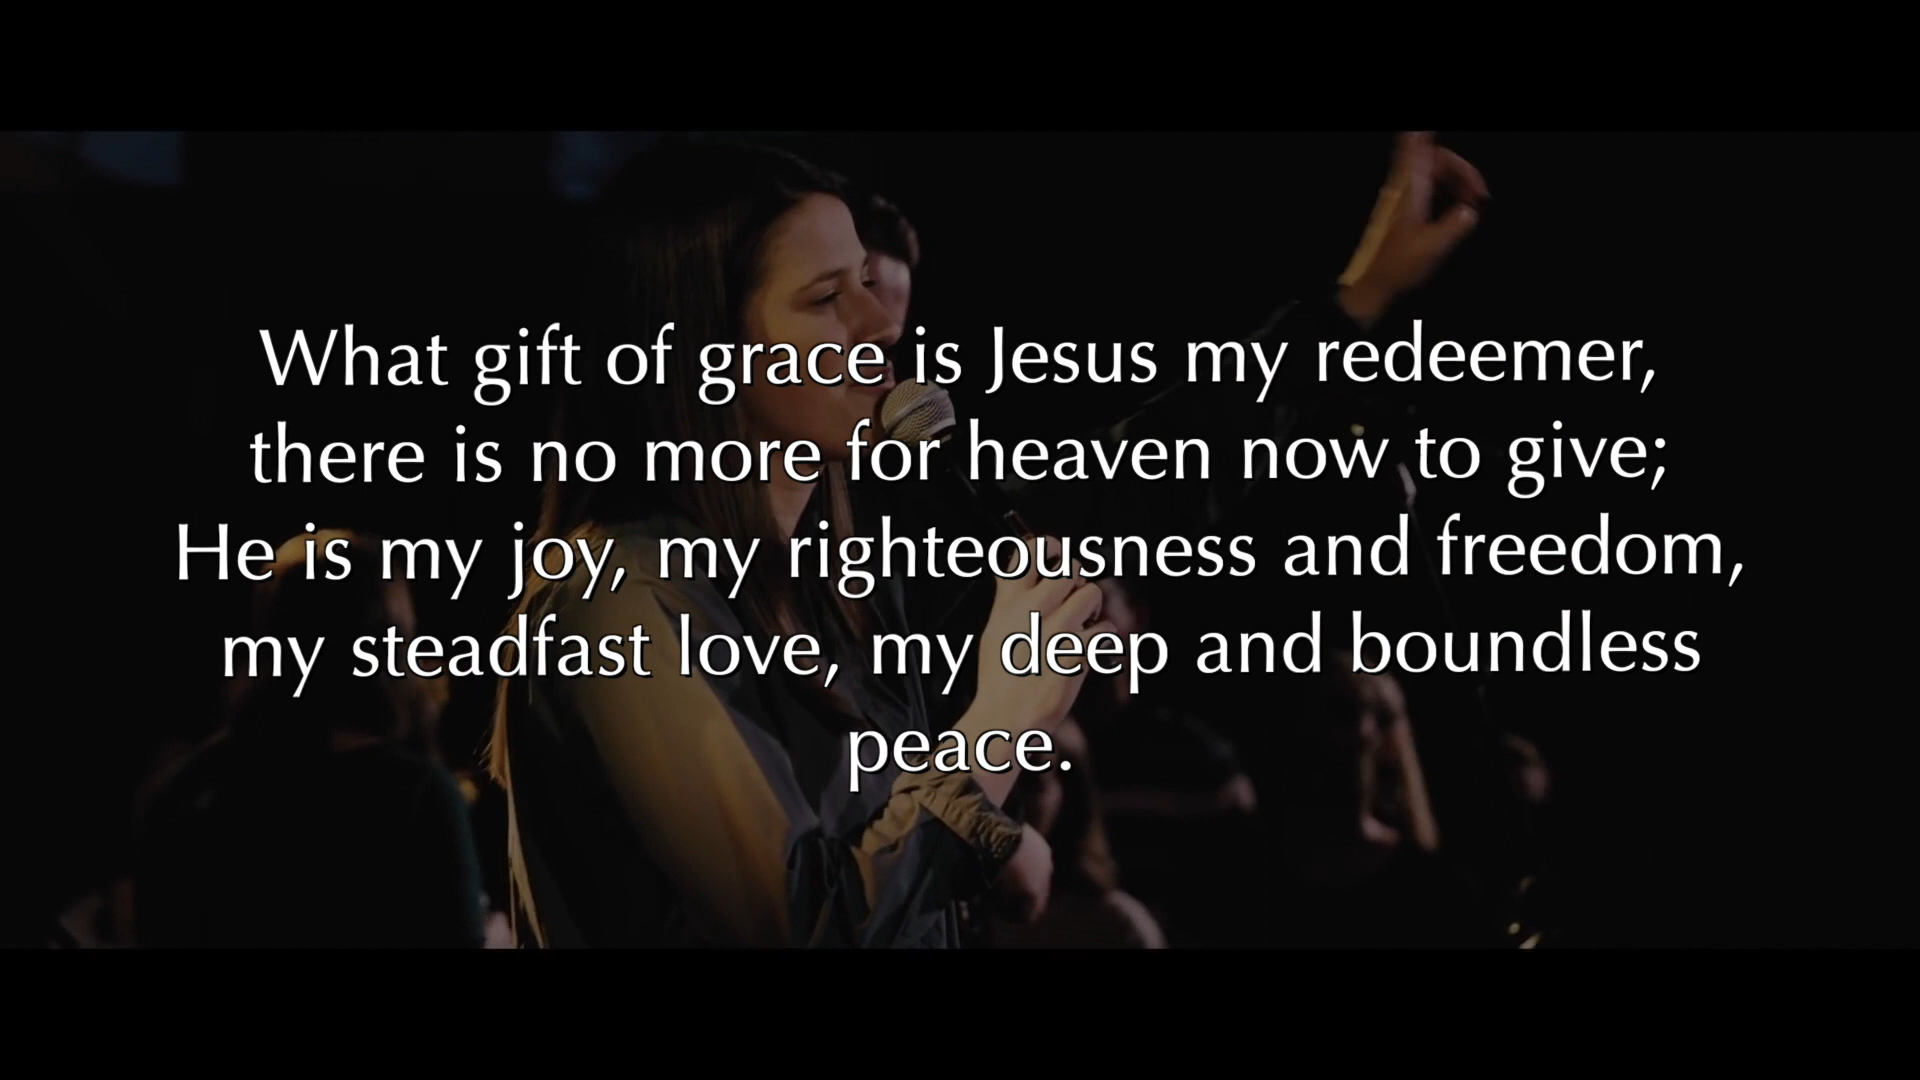 What gift of grace is Jesus my redeemer,
there is no more for heaven now to give;
He is my joy, my righteousness and freedom,
my steadfast love, my deep and boundless
peace.